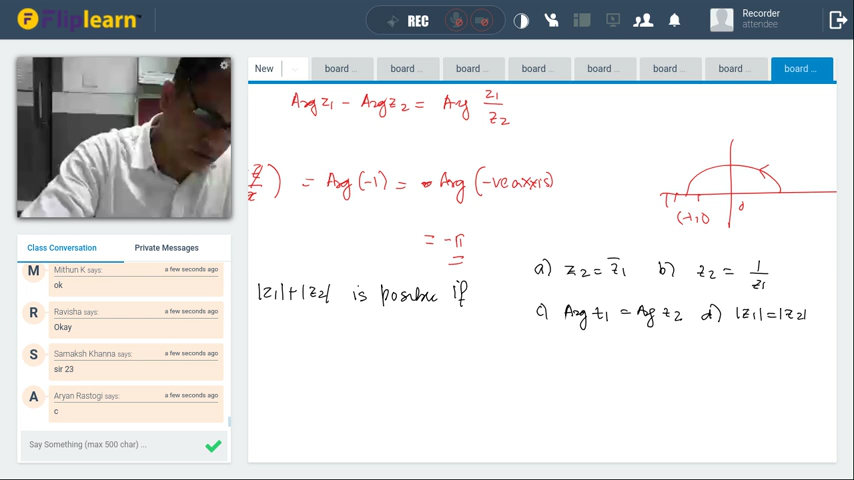 Fliplearn
REC
Recorder
attendee
New
board ...
board ...
board ...
board ...
board ...
board ...
board ...
board ...
Arg z1 - Arg z2 = Arg z1/z2
= Arg (-1) = - Arg (-ve axxis)
= -π
(-1,0)
0
|z1|+|z2| is possible if
a) z2 = z̄1 b) z2 = 1/z1
c) Arg z1 = Arg z2 d) |z1| = |z2|
Class Conversation
Private Messages
M
Mithun K says:
a few seconds ago
ok
R
Ravisha says:
a few seconds ago
Okay
S
Samaksh Khanna says:
a few seconds ago
sir 23
A
Aryan Rastogi says:
a few seconds ago
c
Say Something (max 500 char) ...